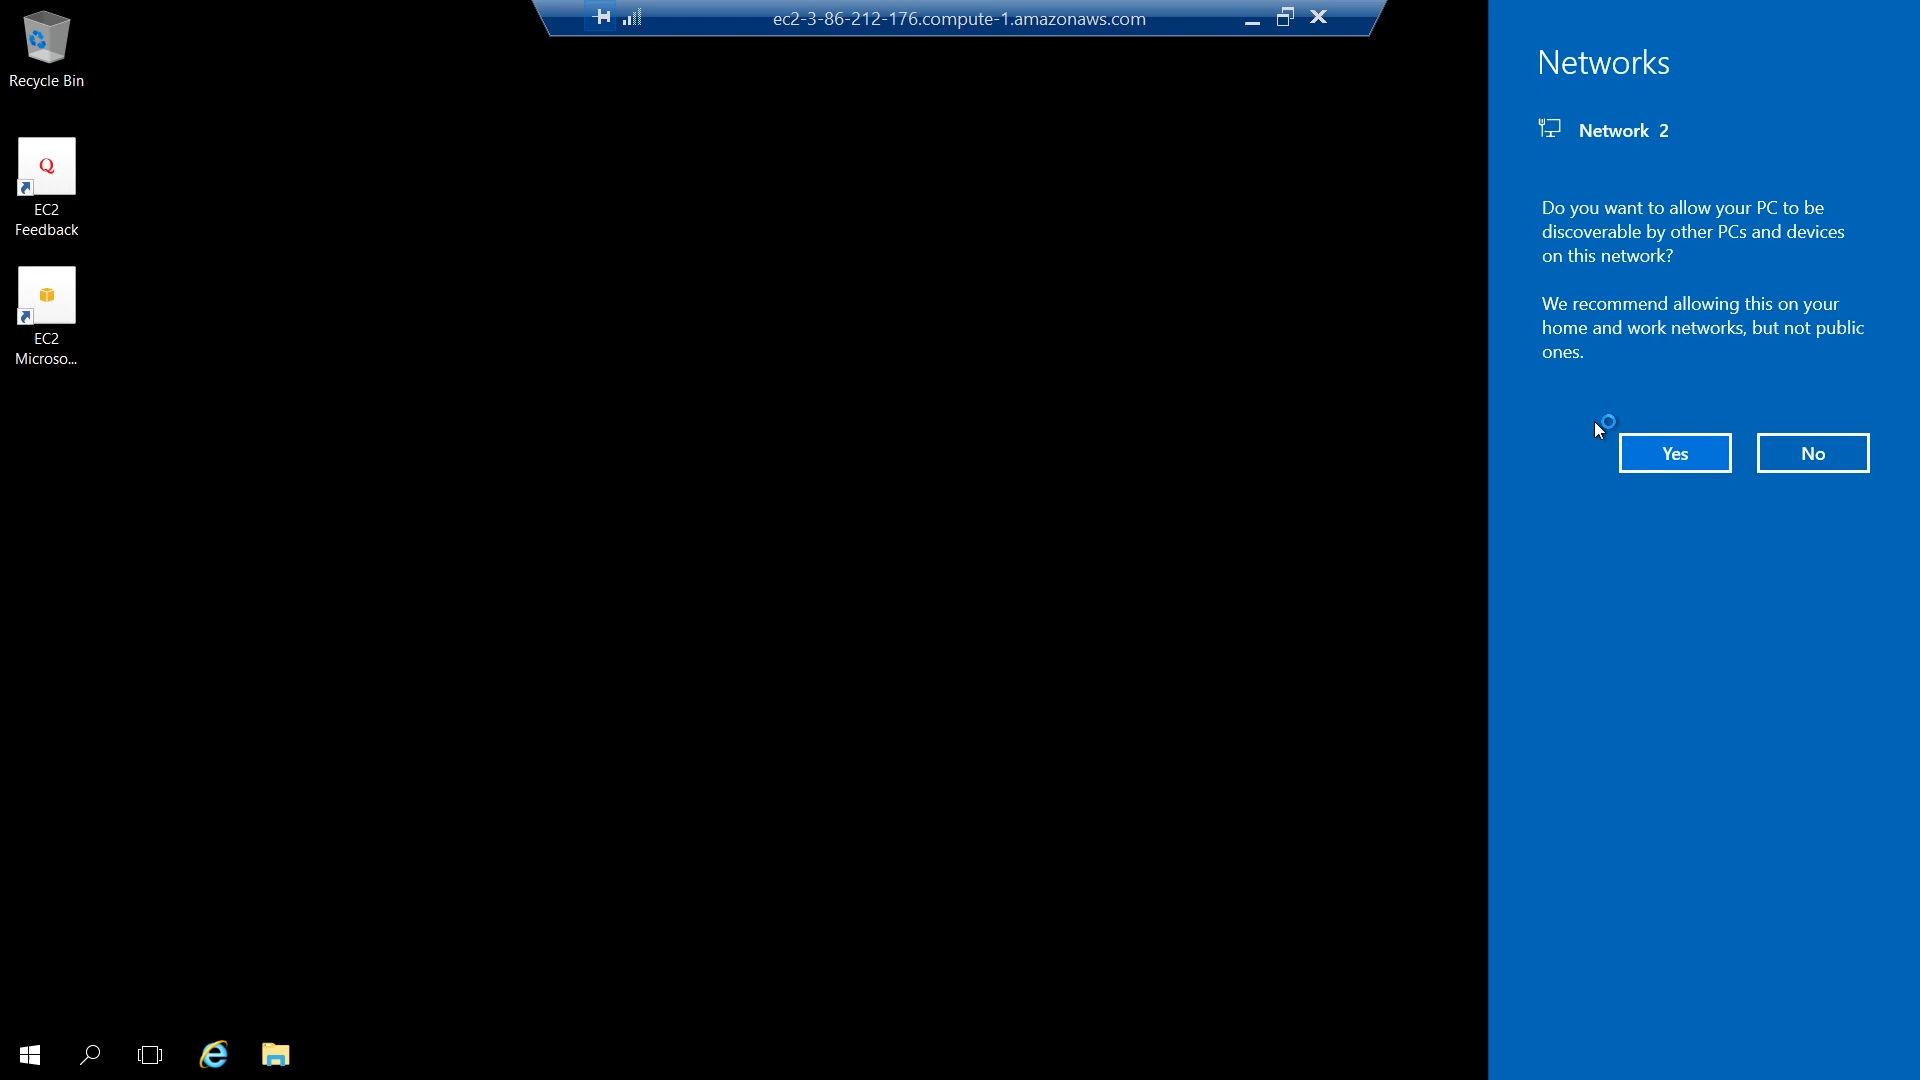 ec2-3-86-212-176.compute-1.amazonaws.com
Recycle Bin
Q
EC2
Feedback
EC2
Microso...
Networks
Network 2
Do you want to allow your PC to be
discoverable by other PCs and devices
on this network?
We recommend allowing this on your
home and work networks, but not public
ones.
Yes
No